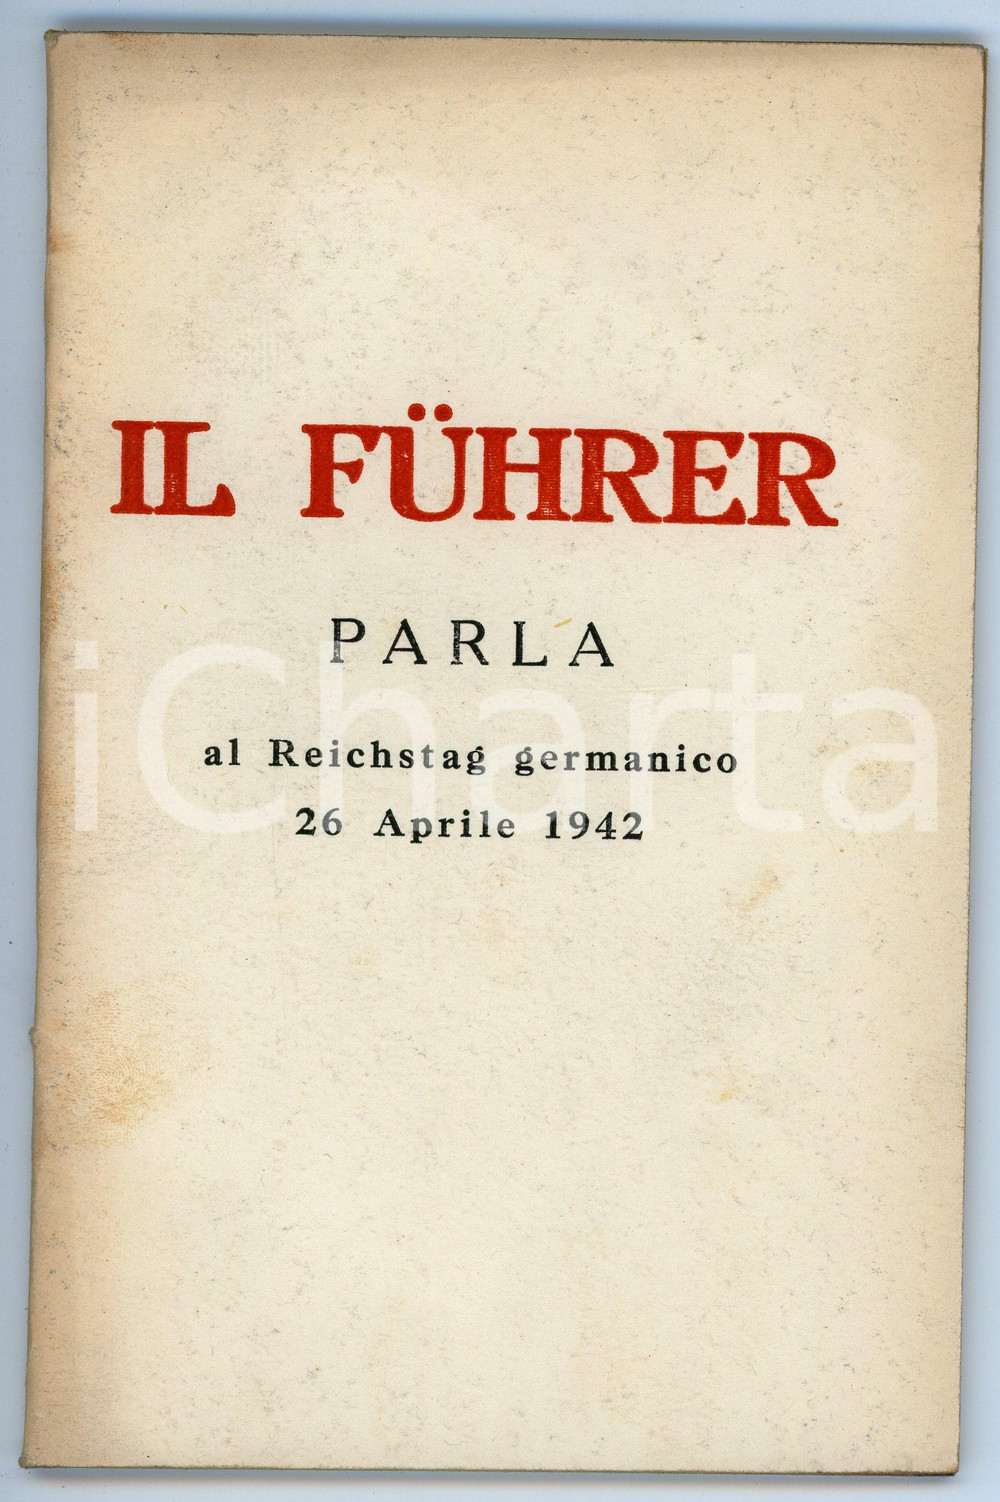 IL FÜHRER
PARLA
iCharta
al Reichstag germanico
26 Aprile 1942